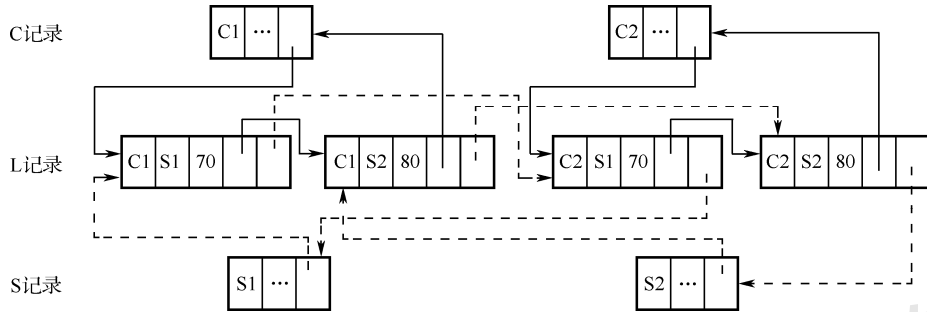 C记录 C1 ... C2 ...
L记录 C1 S1 70 C1 S2 80 C2 S1 70 C2 S2 80
S记录 S1 ... S2 ...